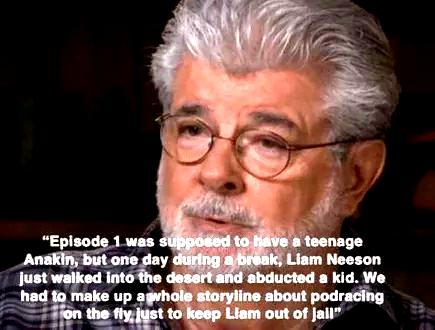 “Episode 1 was supposed to have a teenage
Anakin, but one day during a break, Liam Neeson
just walked into the desert and abducted a kid. We
had to make up a whole storyline about podracing
on the fly just to keep Liam out of jail”